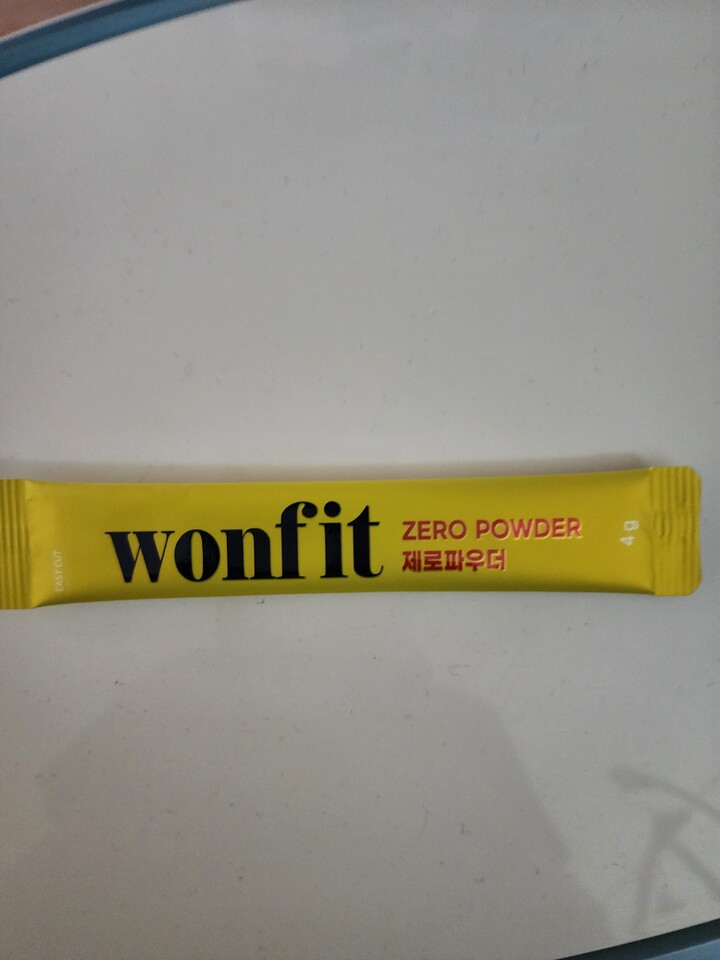 EASY CUT
wonfit
ZERO POWDER
제로파우더
4g